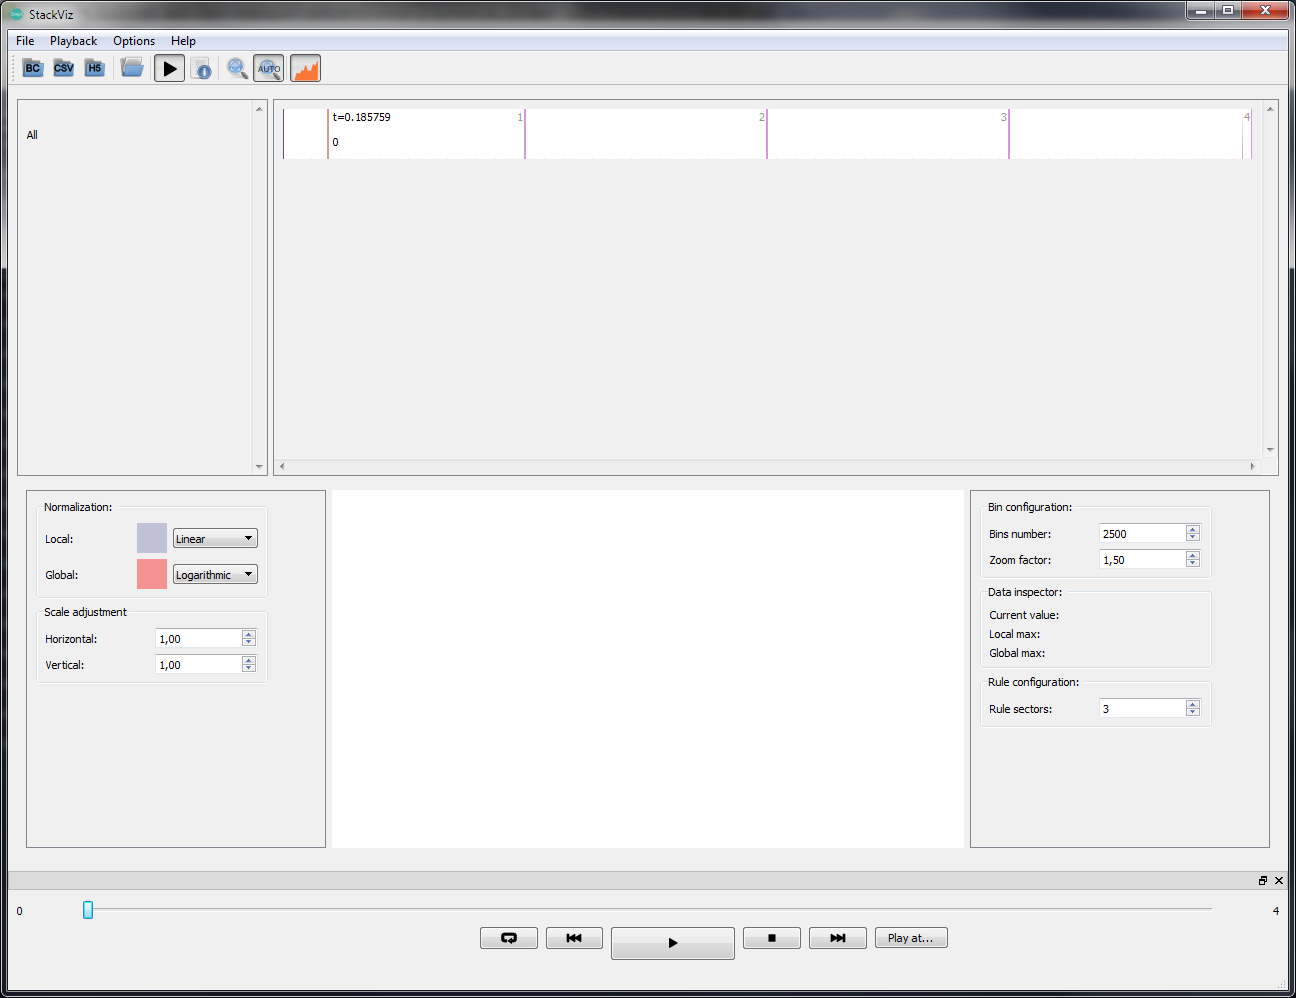 StackViz
File Playback Options Help
BC CSV H5 AUTO
All
t=0.185759 1 2 3 4
0
Normalization:
Local: Linear
Global: Logarithmic
Scale adjustment
Horizontal: 1,00
Vertical: 1,00
Bin configuration:
Bins number: 2500
Zoom factor: 1,50
Data inspector:
Current value:
Local max:
Global max:
Rule configuration:
Rule sectors: 3
0 4
Play at...